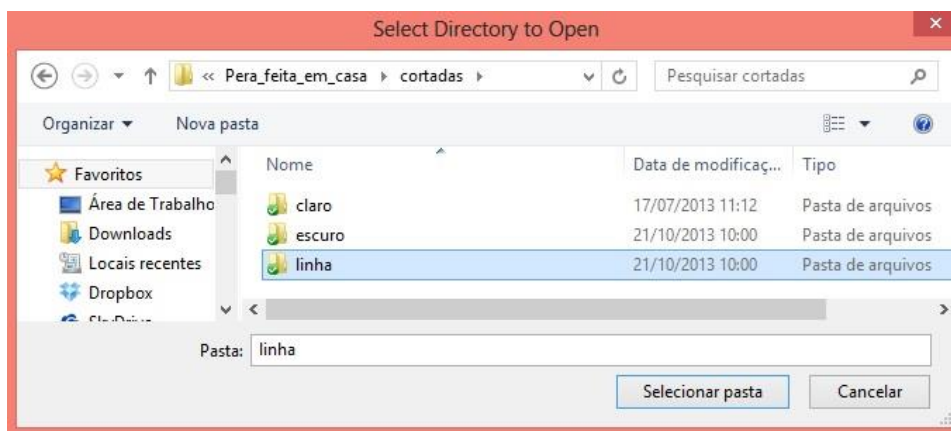 Select Directory to Open
« Pera_feita_em_casa cortadas Pesquisar cortadas
Organizar Nova pasta
Favoritos
Área de Trabalho
Downloads
Locais recentes
Dropbox
Nome Data de modificaç... Tipo
claro 17/07/2013 11:12 Pasta de arquivos
escuro 21/10/2013 10:00 Pasta de arquivos
linha 21/10/2013 10:00 Pasta de arquivos
Pasta: linha
Selecionar pasta Cancelar